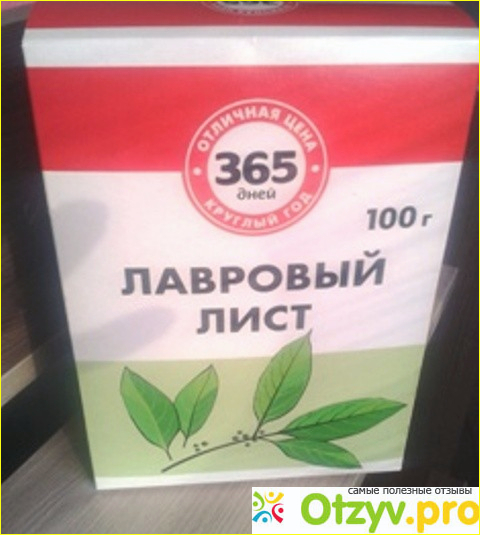 ОТЛИЧНАЯ ЦЕНА
365
дней
КРУГЛЫЙ ГОД
100 г
ЛАВРОВЫЙ
ЛИСТ
самые полезные отзывы
Otzyv.pro